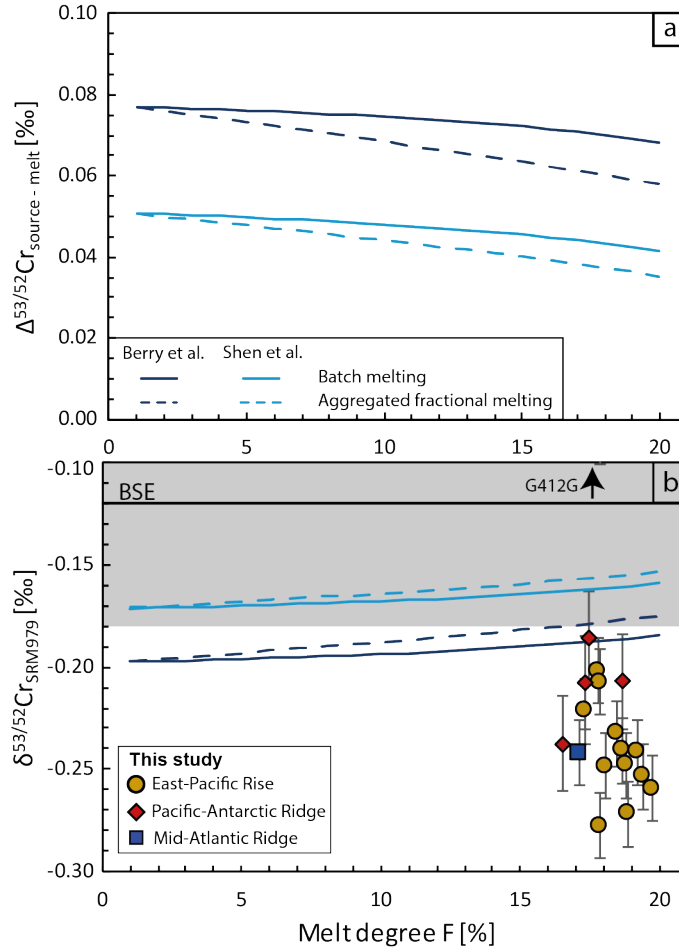 0.10
a
0.08
0.06
0.04
0.02
0.00
Δ53/52Crsource - melt [‰]
Berry et al. Shen et al.
Batch melting
Aggregated fractional melting
0 5 10 15 20
-0.10
BSE
G412G
b
-0.15
-0.20
-0.25
-0.30
δ53/52CrSRM979 [‰]
This study
East-Pacific Rise
Pacific-Antarctic Ridge
Mid-Atlantic Ridge
0 5 10 15 20
Melt degree F [%]